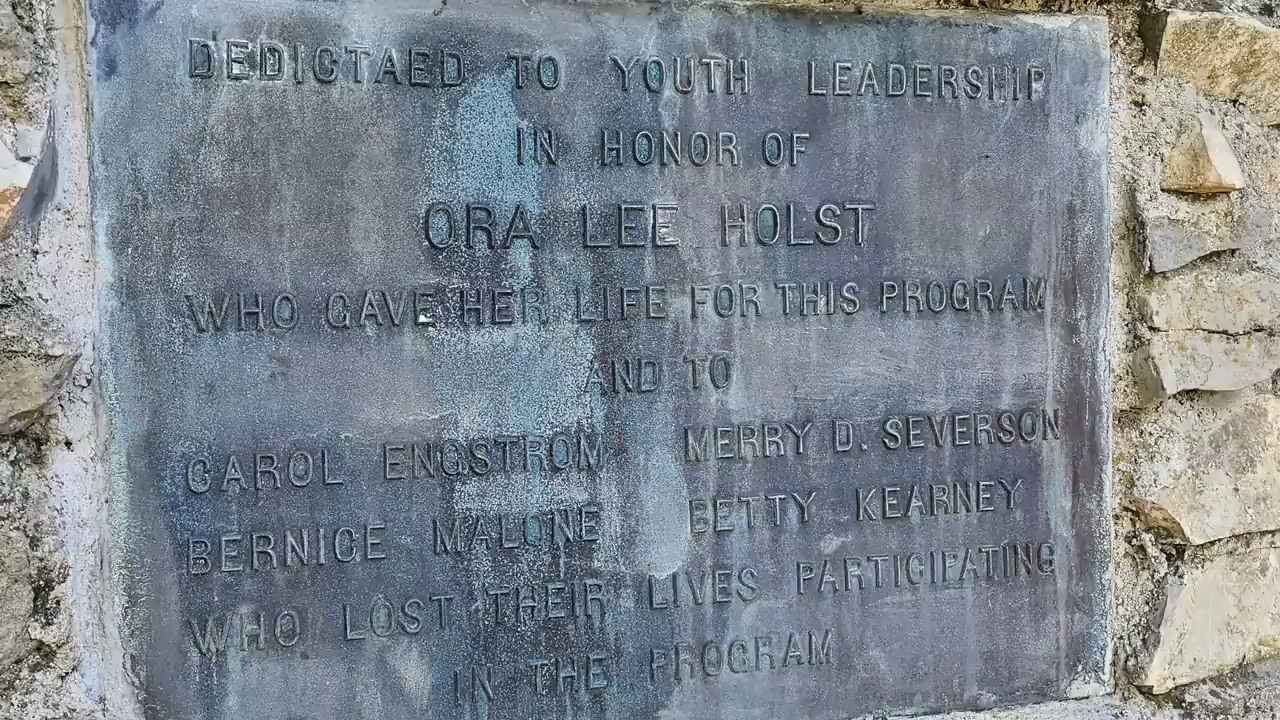 DEDICTAED TO YOUTH LEADERSHIP
IN HONOR OF
ORA LEE HOLST
WHO GAVE HER LIFE FOR THIS PROGRAM
AND TO
CAROL ENGSTROM MERRY D. SEVERSON
BERNICE MALONE BETTY KEARNEY
WHO LOST THEIR LIVES PARTICIPATING
IN THE PROGRAM